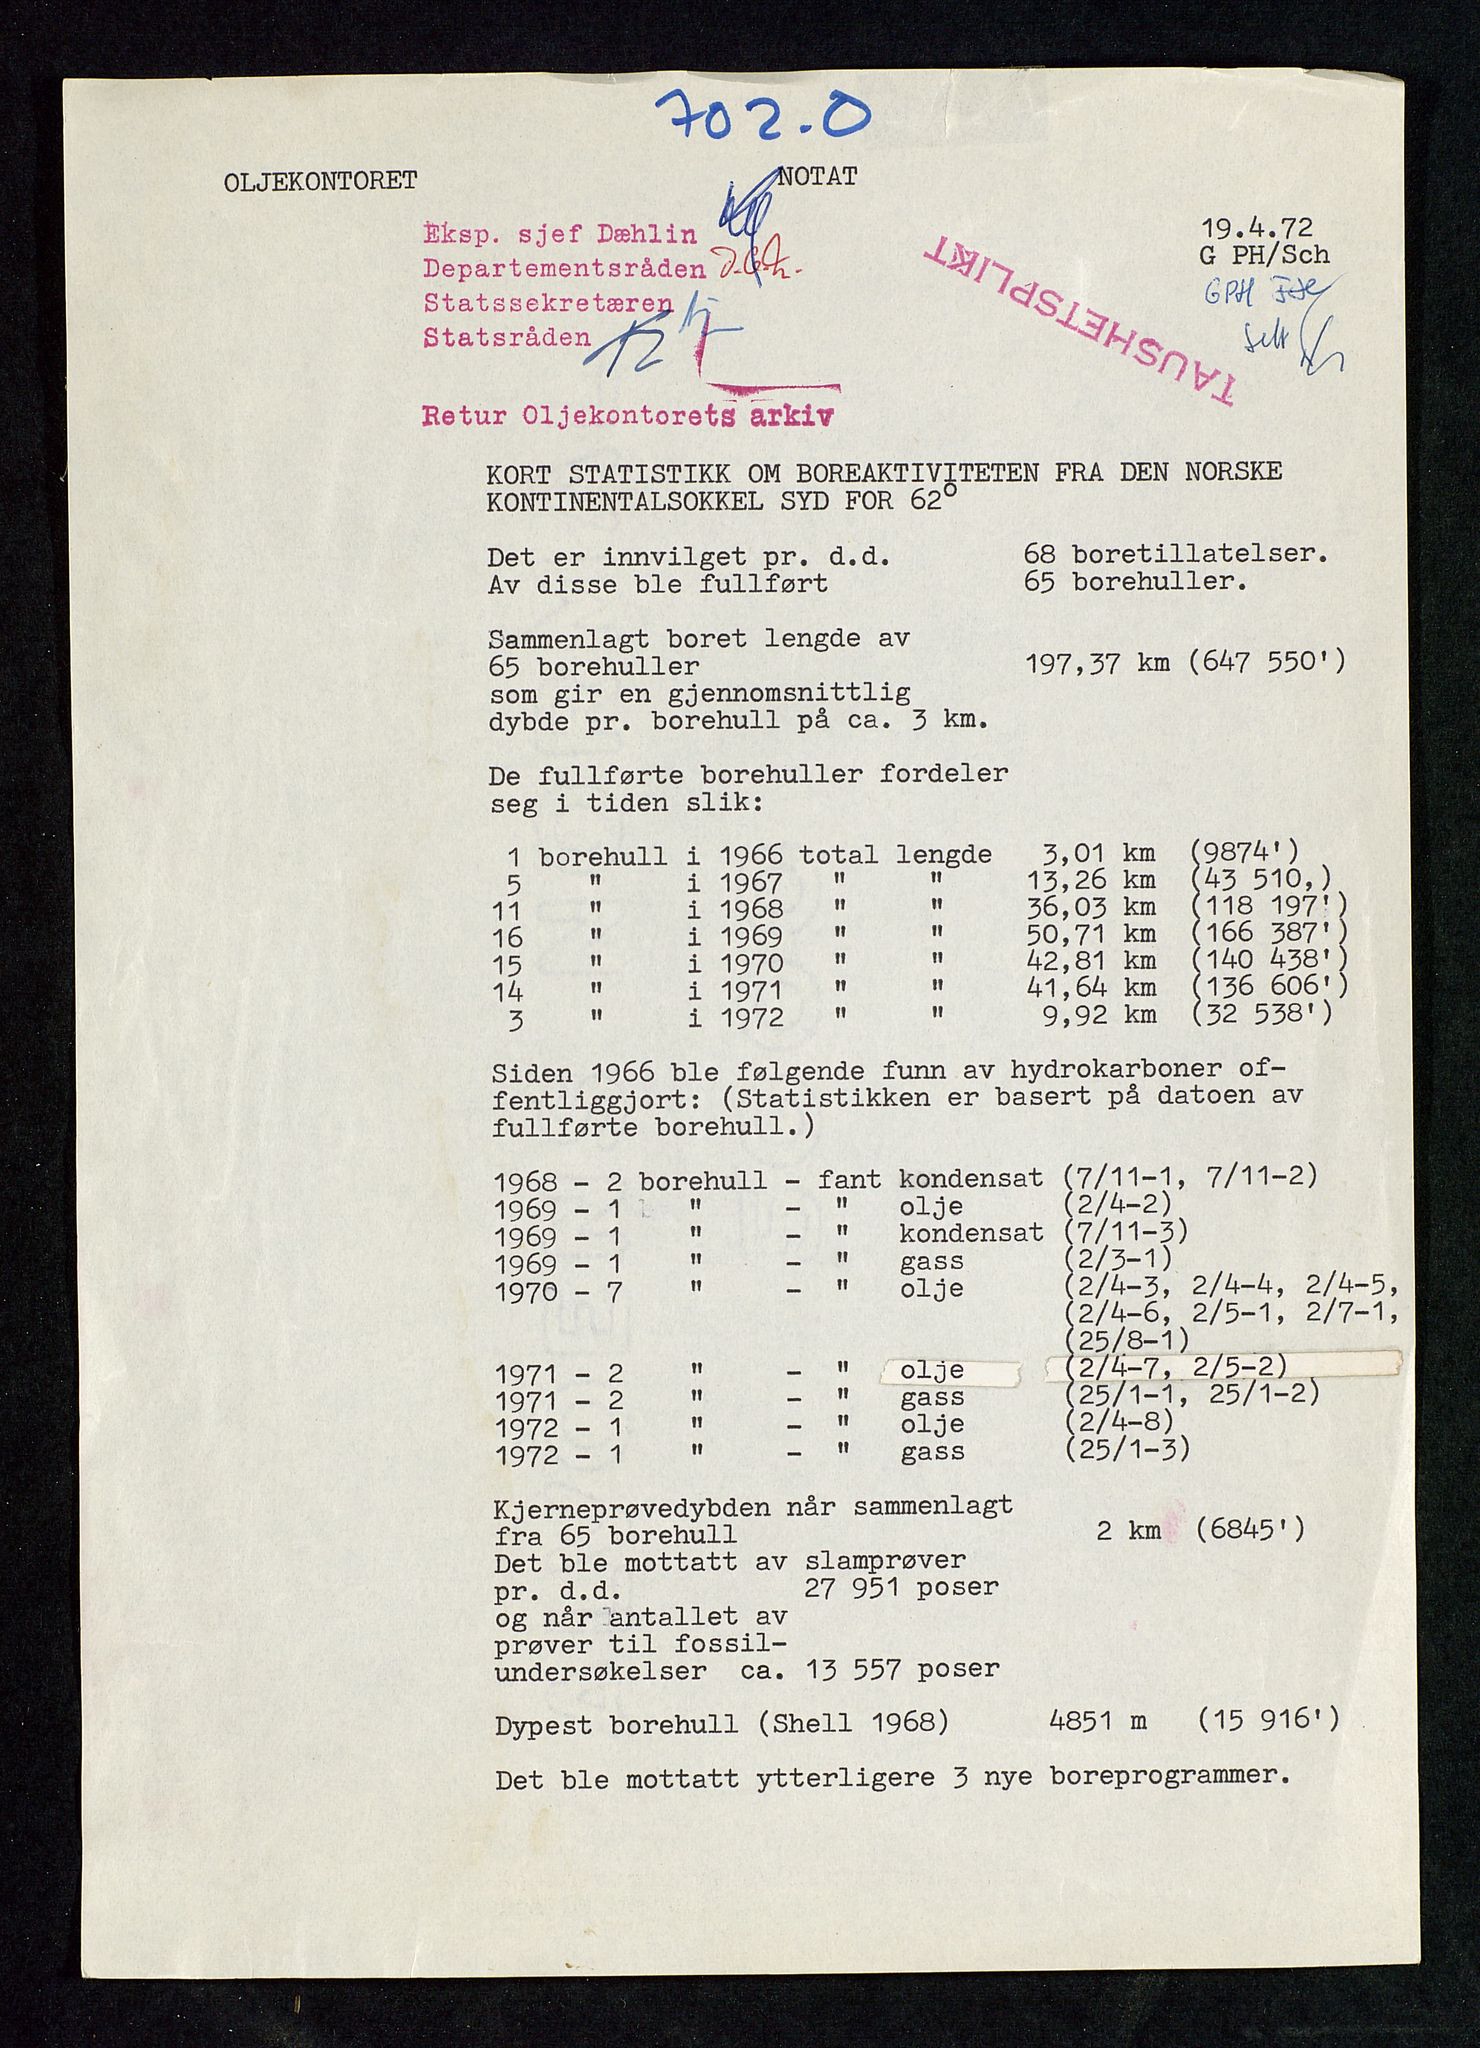 702.0
OLJEKONTORET NOTAT
Eksp. sjef Dæhlin
Departementsråden
Statssekretæren
Statsråden
19.4.72
G PH/Sch
GPH
TAUSHETSPLIKT
Retur Oljekontorets arkiv
KORT STATISTIKK OM BOREAKTIVITETEN FRA DEN NORSKE
KONTINENTALSOKKEL SYD FOR 62°
Det er innvilget pr. d.d. 68 boretillatelser.
Av disse ble fullført 65 borehuller.
Sammenlagt boret lengde av
65 borehuller 197,37 km (647 550')
som gir en gjennomsnittlig
dybde pr. borehull på ca. 3 km.
De fullførte borehuller fordeler
seg i tiden slik:
1 borehull i 1966 total lengde 3,01 km (9874')
5 " i 1967 " " 13,26 km (43 510,)
11 " i 1968 " " 36,03 km (118 197')
16 " i 1969 " " 50,71 km (166 387')
15 " i 1970 " " 42,81 km (140 438')
14 " i 1971 " " 41,64 km (136 606')
3 " i 1972 " " 9,92 km (32 538')
Siden 1966 ble følgende funn av hydrokarboner of-
fentliggjort: (Statistikken er basert på datoen av
fullførte borehull.)
1968 - 2 borehull - fant kondensat (7/11-1, 7/11-2)
1969 - 1 " - " olje (2/4-2)
1969 - 1 " - " kondensat (7/11-3)
1969 - 1 " - " gass (2/3-1)
1970 - 7 " - " olje (2/4-3, 2/4-4, 2/4-5,
(2/4-6, 2/5-1, 2/7-1,
(25/8-1)
1971 - 2 " - " olje (2/4-7, 2/5-2)
1971 - 2 " - " gass (25/1-1, 25/1-2)
1972 - 1 " - " olje (2/4-8)
1972 - 1 " - " gass (25/1-3)
Kjerneprøvedybden når sammenlagt
fra 65 borehull 2 km (6845')
Det ble mottatt av slamprøver
pr. d.d. 27 951 poser
og når antallet av
prøver til fossil-
undersøkelser ca. 13 557 poser
Dypest borehull (Shell 1968) 4851 m (15 916')
Det ble mottatt ytterligere 3 nye boreprogrammer.